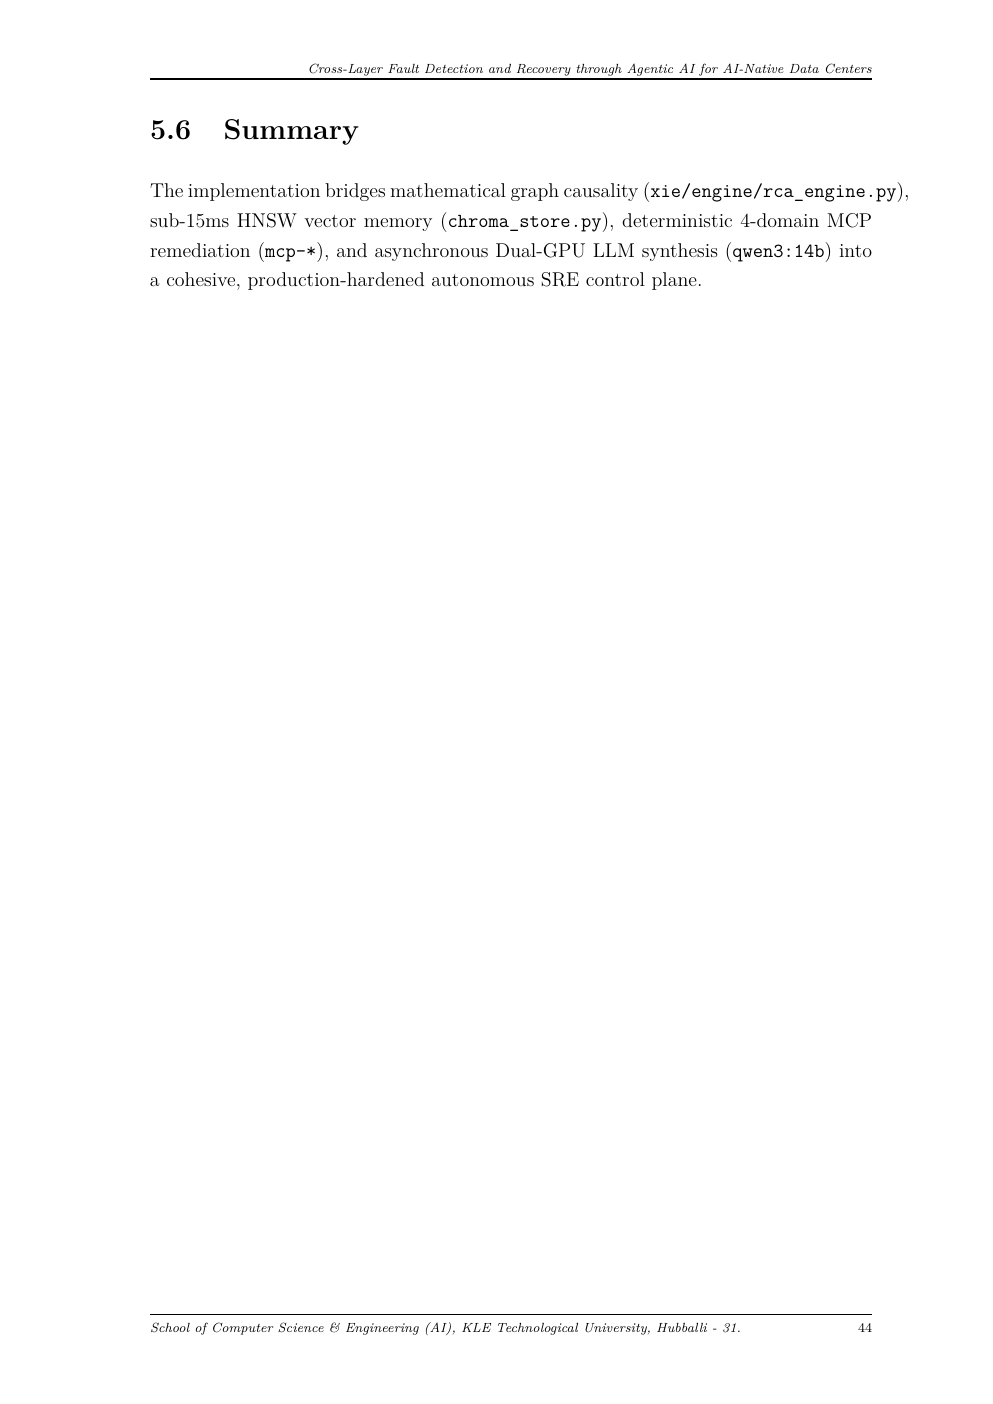 Cross-Layer Fault Detection and Recovery through Agentic AI for AI-Native Data Centers
5.6 Summary
The implementation bridges mathematical graph causality (xie/engine/rca_engine.py),
sub-15ms HNSW vector memory (chroma_store.py), deterministic 4-domain MCP
remediation (mcp-*), and asynchronous Dual-GPU LLM synthesis (qwen3:14b) into
a cohesive, production-hardened autonomous SRE control plane.
School of Computer Science & Engineering (AI), KLE Technological University, Hubballi - 31. 44